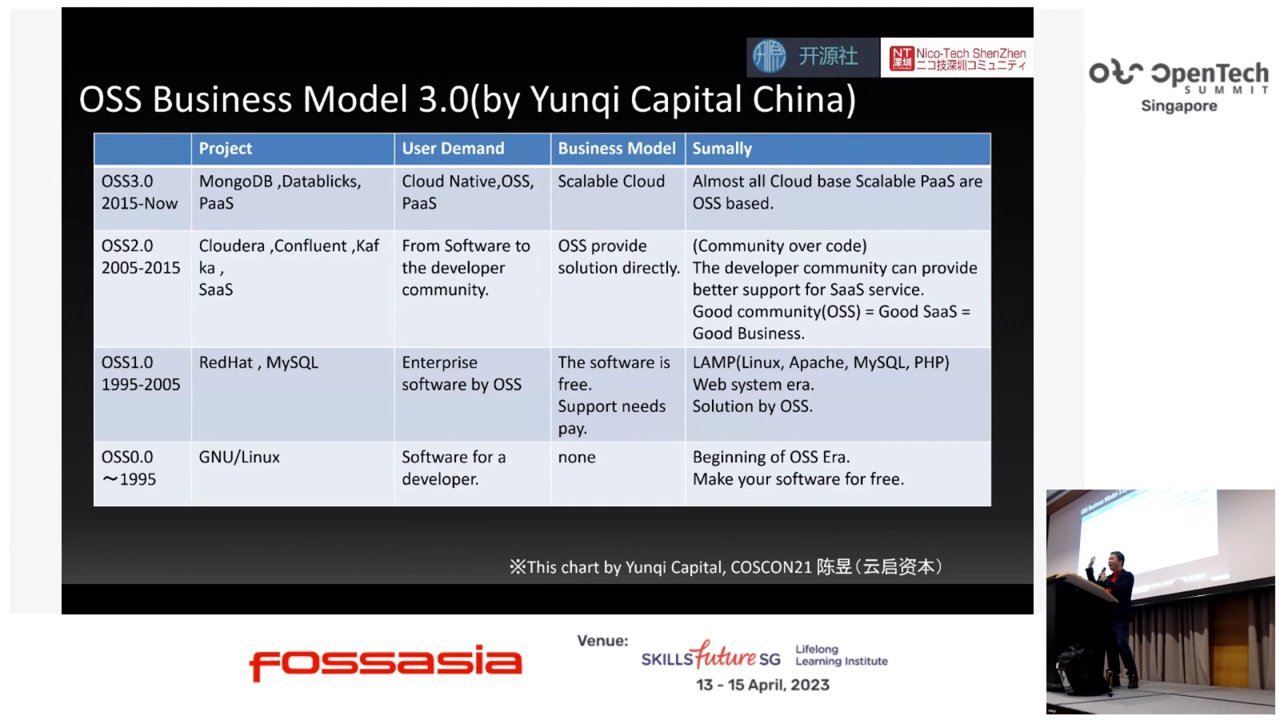 开源社
NT
深圳
Nico-Tech ShenZhen
ニコ技深圳コミュニティ
OpenTech
SUMMIT
Singapore
OSS Business Model 3.0(by Yunqi Capital China)
Project
User Demand
Business Model
Sumally
OSS3.0
2015-Now
MongoDB ,Datablicks,
PaaS
Cloud Native,OSS,
PaaS
Scalable Cloud
Almost all Cloud base Scalable PaaS are
OSS based.
OSS2.0
2005-2015
Cloudera ,Confluent ,Kaf
ka ,
SaaS
From Software to
the developer
community.
OSS provide
solution directly.
(Community over code)
The developer community can provide
better support for SaaS service.
Good community(OSS) = Good SaaS =
Good Business.
OSS1.0
1995-2005
RedHat , MySQL
Enterprise
software by OSS
The software is
free.
Support needs
pay.
LAMP(Linux, Apache, MySQL, PHP)
Web system era.
Solution by OSS.
OSS0.0
～1995
GNU/Linux
Software for a
developer.
none
Beginning of OSS Era.
Make your software for free.
※This chart by Yunqi Capital, COSCON21 陈昱（云启资本）
fossasia
Venue:
SKILLSfuture SG
Lifelong
Learning Institute
13 - 15 April, 2023